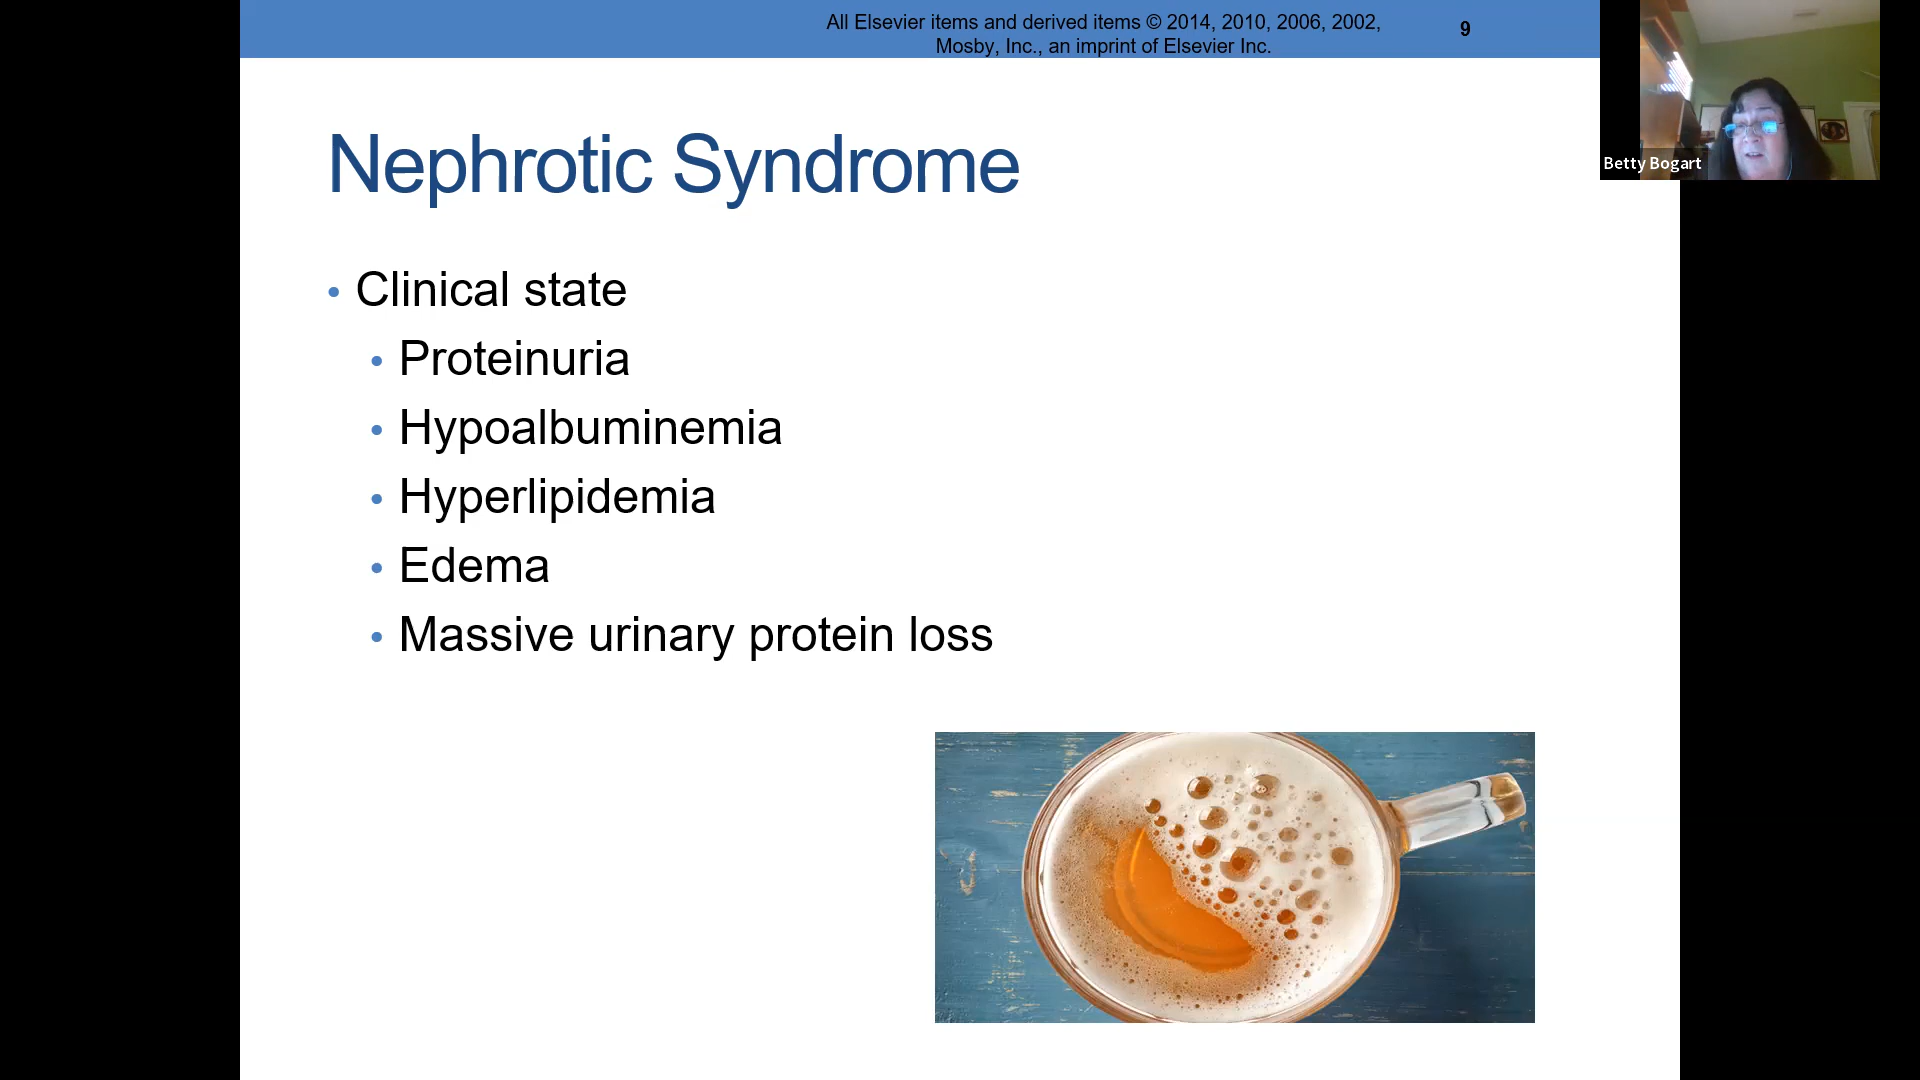 All Elsevier items and derived items © 2014, 2010, 2006, 2002,
Mosby, Inc., an imprint of Elsevier Inc.
9
Betty Bogart
Nephrotic Syndrome
• Clinical state
• Proteinuria
• Hypoalbuminemia
• Hyperlipidemia
• Edema
• Massive urinary protein loss